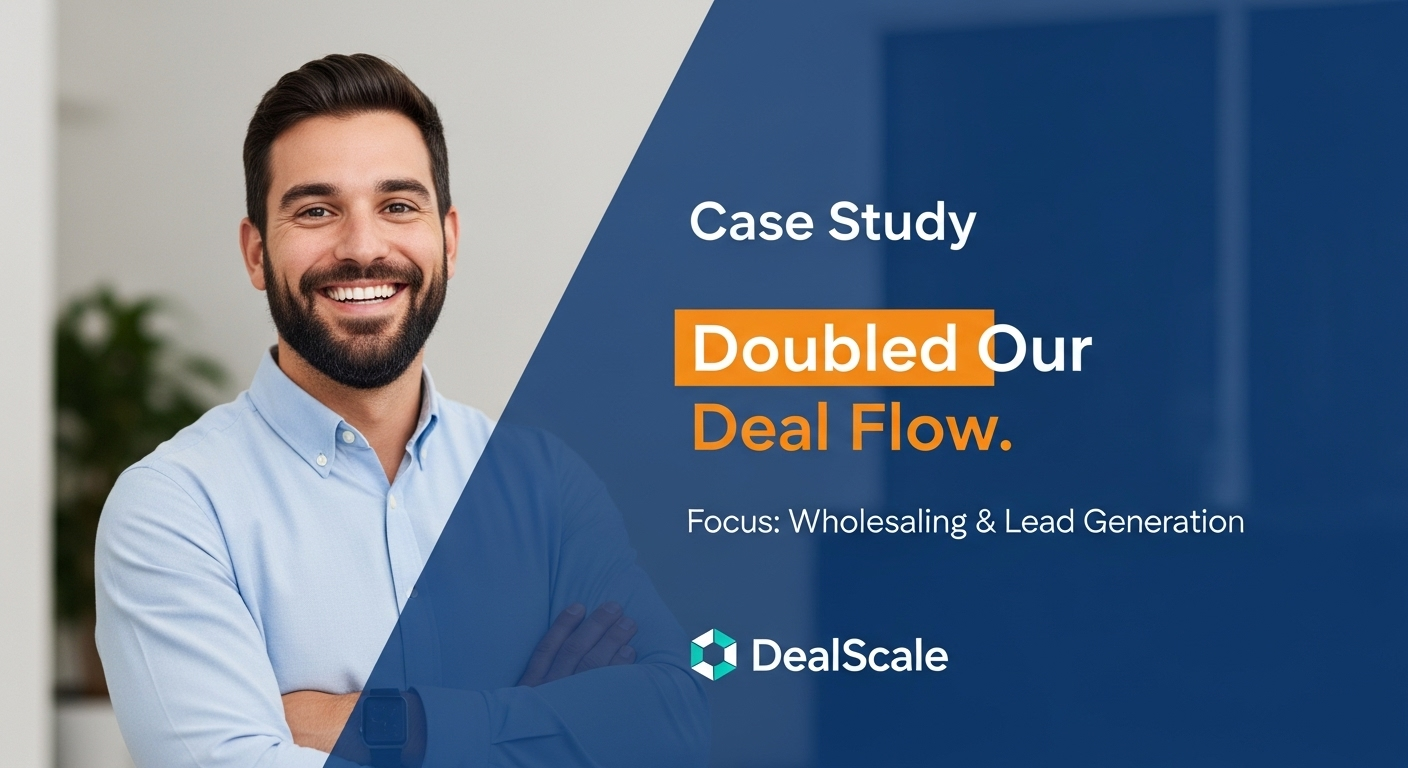 Case Study
Doubled Our
Deal Flow.
Focus: Wholesaling & Lead Generation
DealScale